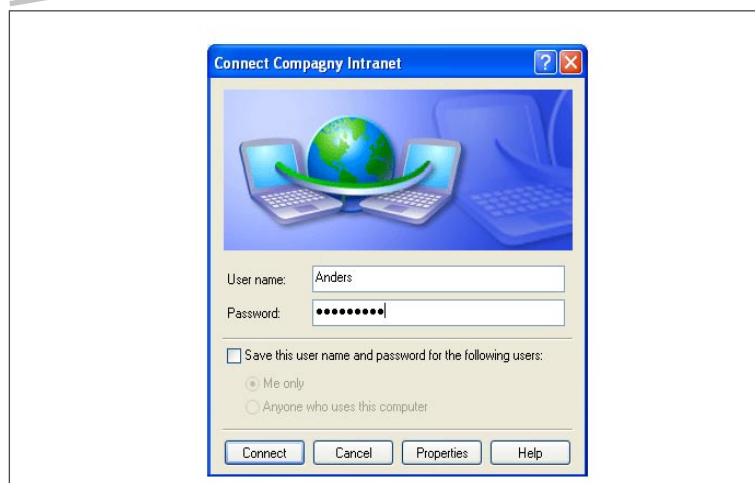 Connect Compagny Intranet
User name: Anders
Password: •••••••••
Save this user name and password for the following users:
Me only
Anyone who uses this computer
Connect Cancel Properties Help